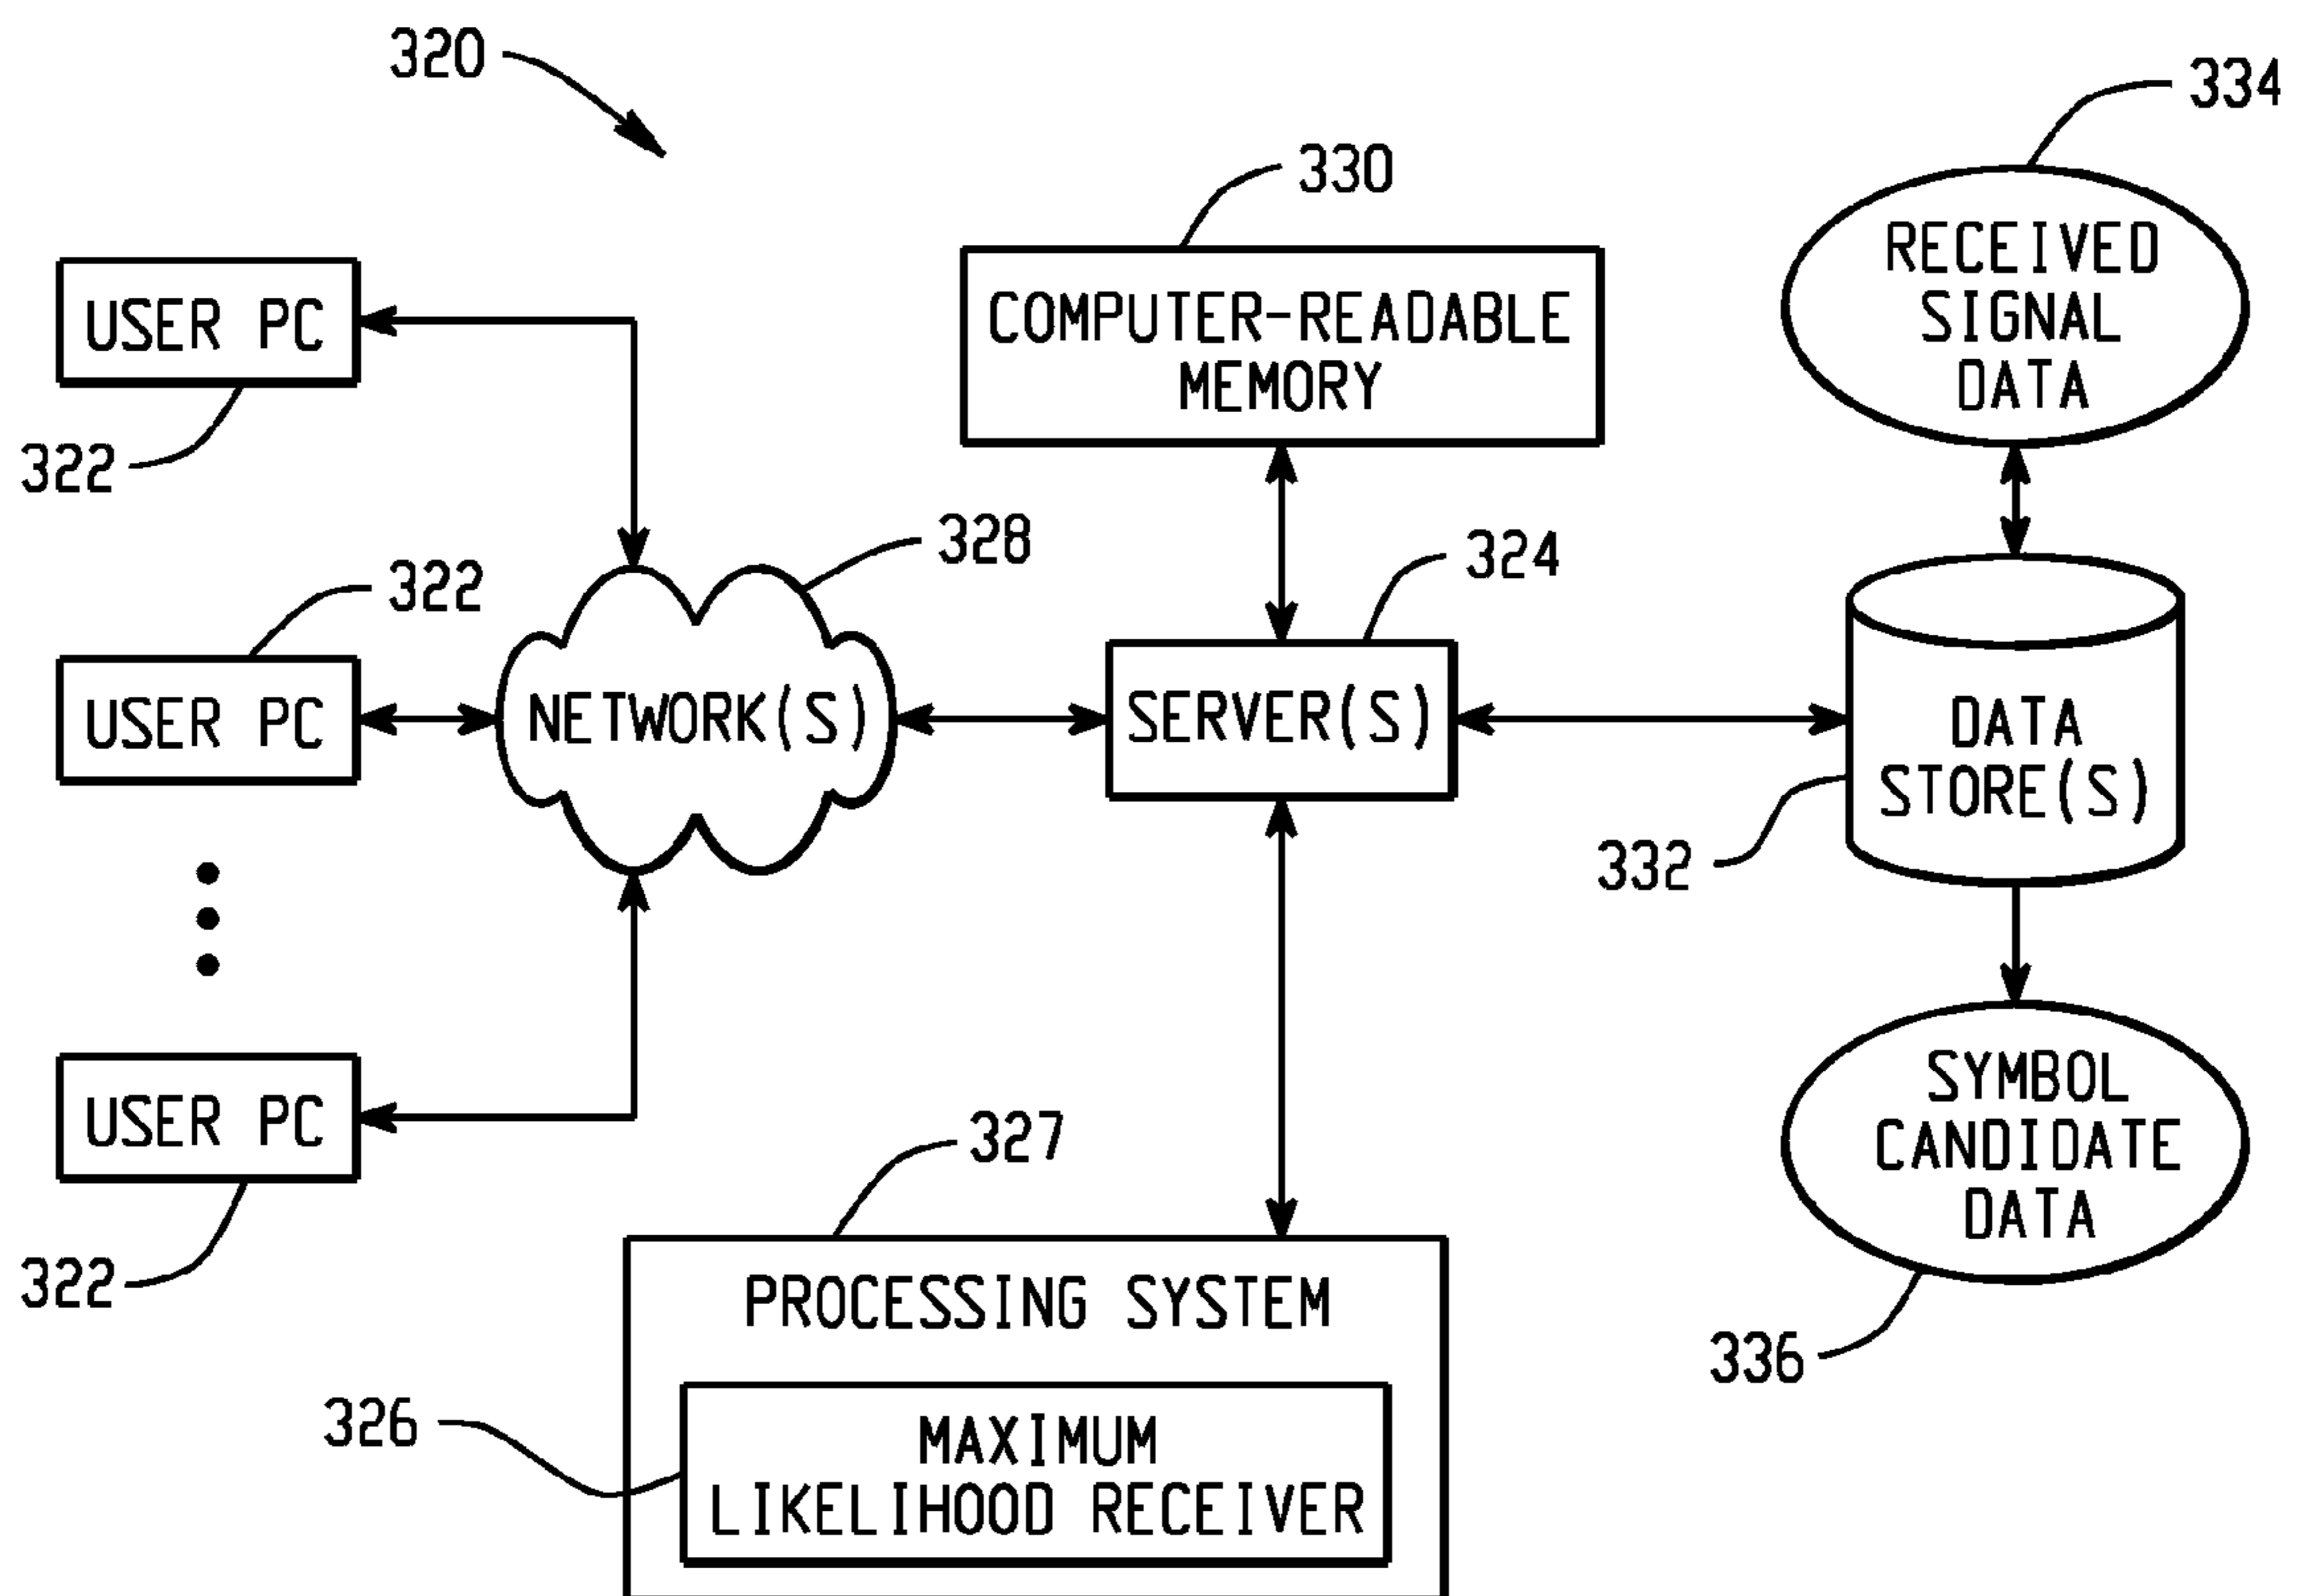 320
334
330
RECEIVED
SIGNAL
DATA
USER PC
COMPUTER-READABLE
MEMORY
322
328
324
322
USER PC
NETWORK(S)
SERVER(S)
DATA
STORE(S)
332
SYMBOL
CANDIDATE
DATA
USER PC
327
322
PROCESSING SYSTEM
336
326
MAXIMUM
LIKELIHOOD RECEIVER